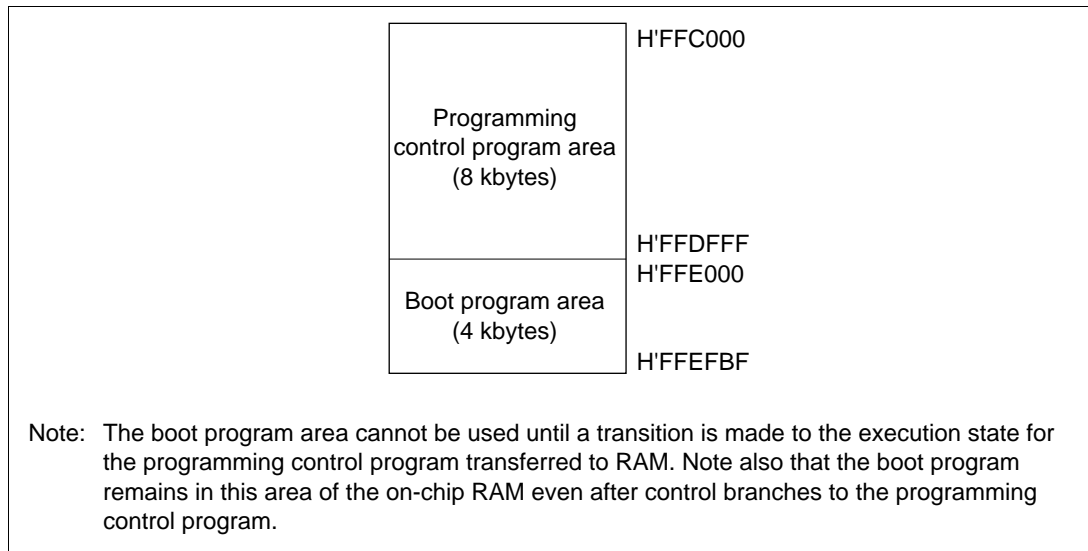 H'FFC000
Programming
control program area
(8 kbytes)
H'FFDFFF
H'FFE000
Boot program area
(4 kbytes)
H'FFEFBF
Note: The boot program area cannot be used until a transition is made to the execution state for
the programming control program transferred to RAM. Note also that the boot program
remains in this area of the on-chip RAM even after control branches to the programming
control program.